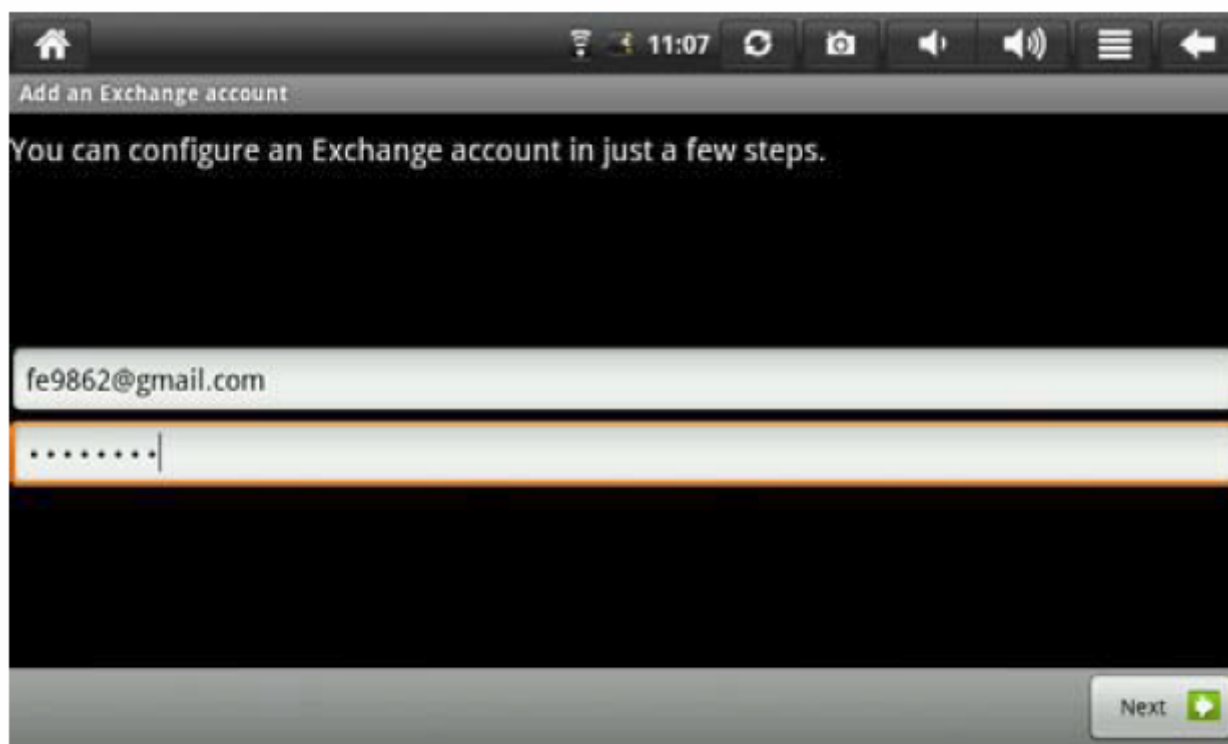 11:07
Add an Exchange account
You can configure an Exchange account in just a few steps.
fe9862@gmail.com
••••••••
Next